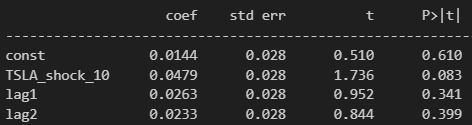 coef std err t P>|t|
const 0.0144 0.028 0.510 0.610
TSLA_shock_10 0.0479 0.028 1.736 0.083
lag1 0.0263 0.028 0.952 0.341
lag2 0.0233 0.028 0.844 0.399